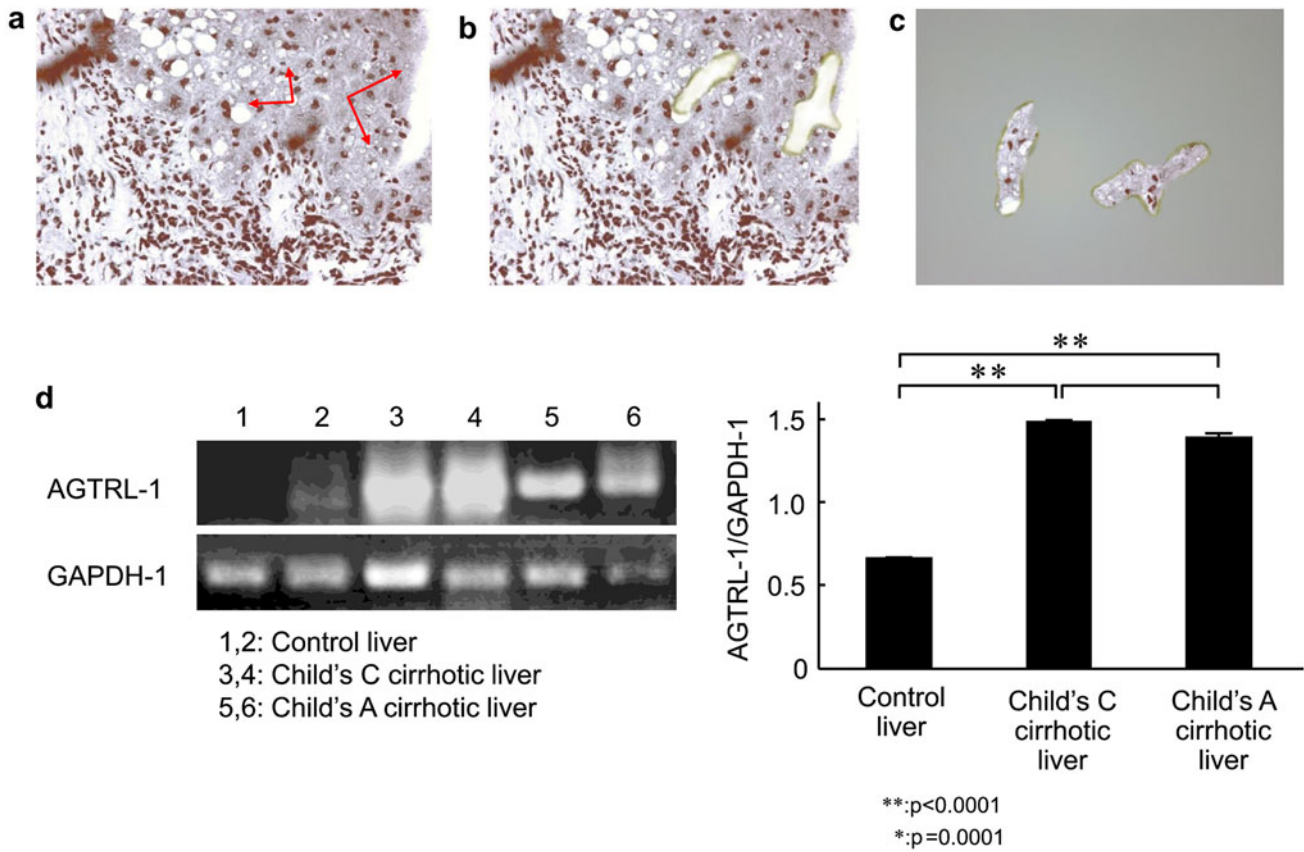 a
b
c
d
1 2 3 4 5 6
AGTRL-1
GAPDH-1
1,2: Control liver
3,4: Child's C cirrhotic liver
5,6: Child's A cirrhotic liver
**
**
AGTRL-1/GAPDH-1
1.5
1.0
0.5
0
Control
liver
Child's C
cirrhotic
liver
Child's A
cirrhotic
liver
**:p<0.0001
*:p=0.0001